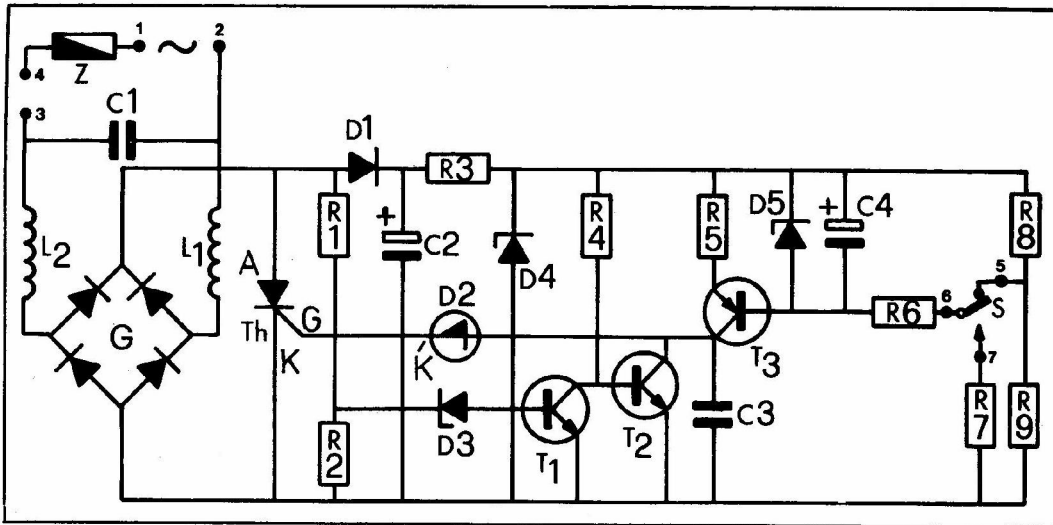 1 ~ 2
4
Z
3
C1
D1
R3
R1
C2
+
D4
R4
R5
D5
+
C4
R8
L2
L1
A
G
Th
G
K
D2
K'
T3
R6
6
5
S
7
R2
D3
T1
T2
C3
R7
R9